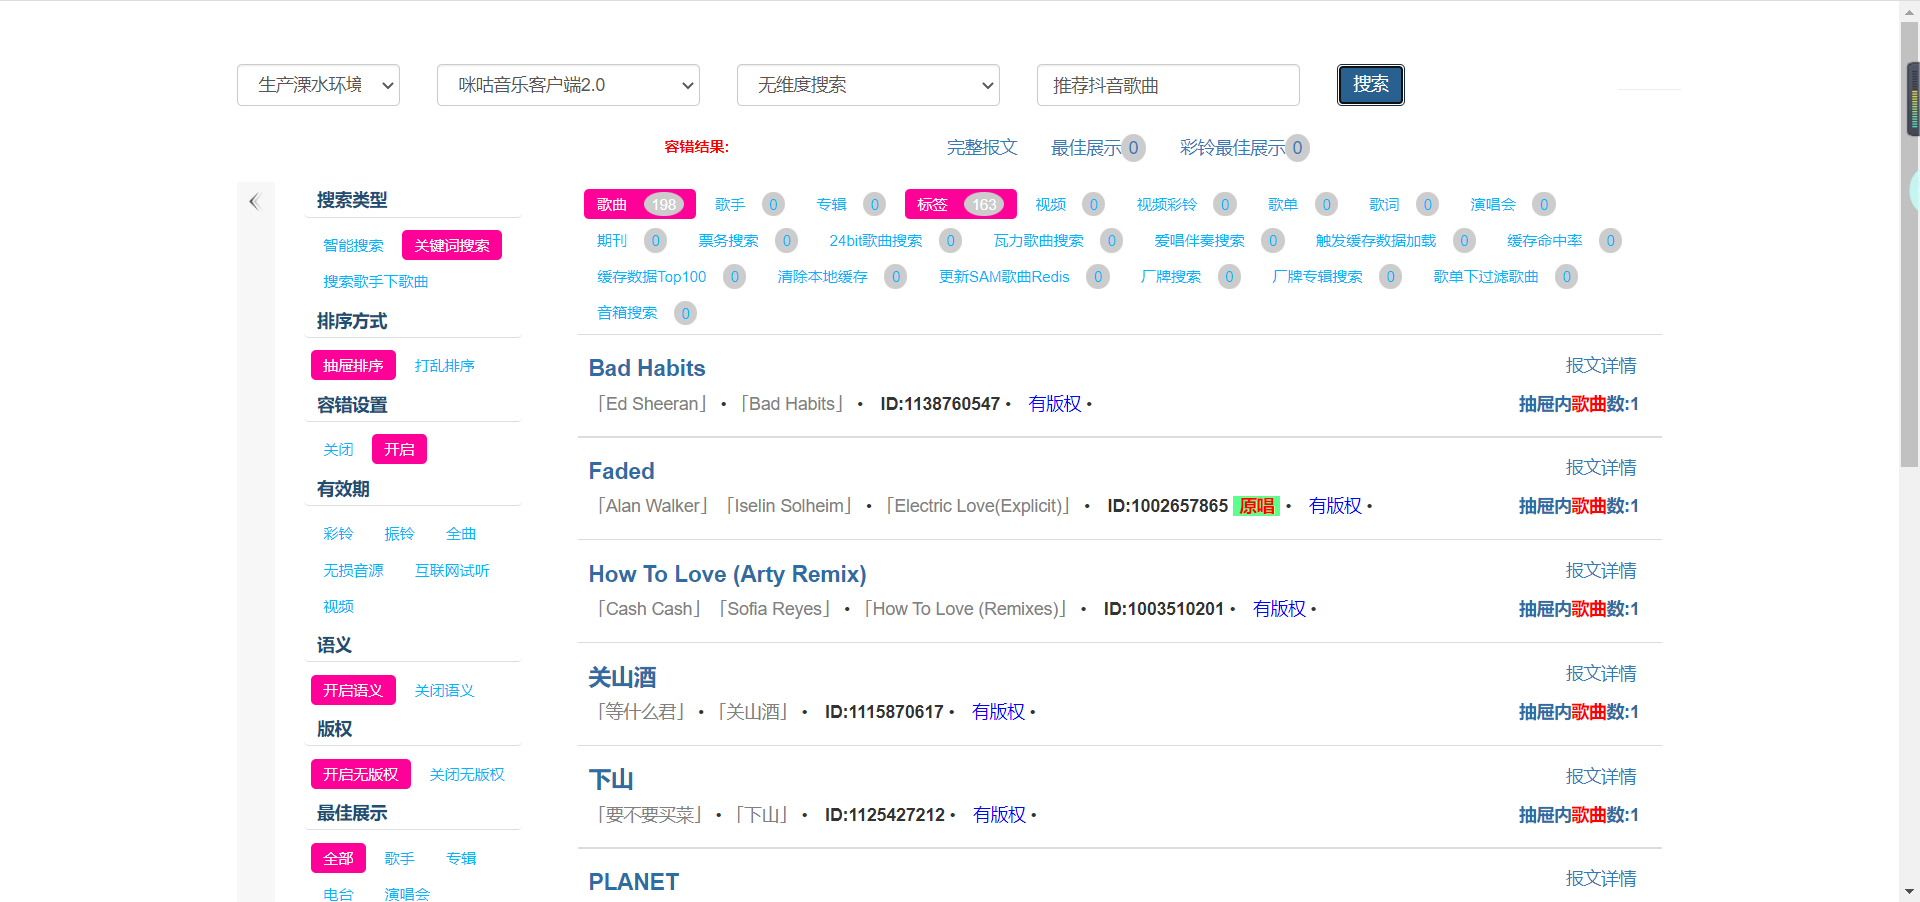 生产溧水环境 咪咕音乐客户端2.0 无维度搜索 推荐抖音歌曲 搜索
容错结果: 完整报文 最佳展示 0 彩铃最佳展示 0
搜索类型
智能搜索 关键词搜索
搜索歌手下歌曲
排序方式
抽屉排序 打乱排序
容错设置
关闭 开启
有效期
彩铃 振铃 全曲
无损音源 互联网试听
视频
语义
开启语义 关闭语义
版权
开启无版权 关闭无版权
最佳展示
全部 歌手 专辑
电台 演唱会
歌曲 198 歌手 0 专辑 0 标签 163 视频 0 视频彩铃 0 歌单 0 歌词 0 演唱会 0
期刊 0 票务搜索 0 24bit歌曲搜索 0 瓦力歌曲搜索 0 爱唱伴奏搜索 0 触发缓存数据加载 0 缓存命中率 0
缓存数据Top100 0 清除本地缓存 0 更新SAM歌曲Redis 0 厂牌搜索 0 厂牌专辑搜索 0 歌单下过滤歌曲 0
音箱搜索 0
Bad Habits 报文详情
「Ed Sheeran」 • 「Bad Habits」 • ID:1138760547 • 有版权 • 抽屉内歌曲数:1
Faded 报文详情
「Alan Walker」 「Iselin Solheim」 • 「Electric Love(Explicit)」 • ID:1002657865 原唱 • 有版权 • 抽屉内歌曲数:1
How To Love (Arty Remix) 报文详情
「Cash Cash」 「Sofia Reyes」 • 「How To Love (Remixes)」 • ID:1003510201 • 有版权 • 抽屉内歌曲数:1
关山酒 报文详情
「等什么君」 • 「关山酒」 • ID:1115870617 • 有版权 • 抽屉内歌曲数:1
下山 报文详情
「要不要买菜」 • 「下山」 • ID:1125427212 • 有版权 • 抽屉内歌曲数:1
PLANET 报文详情